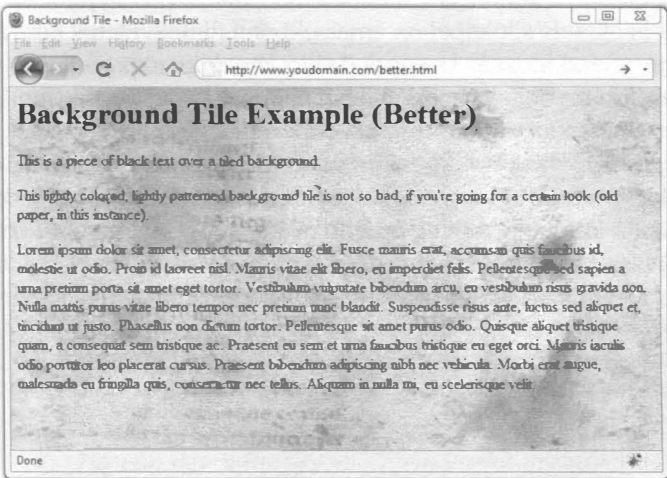 Background Tile - Mozilla Firefox
File Edit View History Bookmarks Tools Help
http://www.youdomain.com/better.html
Background Tile Example (Better)
This is a piece of black text over a tiled background.
This lightly colored, lightly patterned background tile is not so bad, if you're going for a certain look (old
paper, in this instance).
Lorem ipsum dolor sit amet, consectetur adipiscing elit. Fusce mauris erat, accumsan quis faucibus id,
molestie ut odio. Proin id laoreet nisl. Mauris vitae elit libero, eu imperdiet felis. Pellentesque sed sapien a
urna pretium porta sit amet eget tortor. Vestibulum vulputate bibendum arcu, eu vestibulum risus gravida non.
Nulla mattis purus vitae libero tempor nec pretium nunc blandit. Suspendisse risus ante, luctus sed aliquet et,
tincidunt ut justo. Phasellus non dictum tortor. Pellentesque sit amet purus odio. Quisque aliquet tristique
quam, a consequat sem tristique ac. Praesent eu sem et urna faucibus tristique eu eget orci. Mauris iaculis
odio porttitor leo placerat cursus. Praesent bibendum adipiscing nibh nec vehicula. Morbi erat augue,
malesuada eu fringilla quis, consectetur nec tellus. Aliquam in nulla mi, eu scelerisque velit.
Done